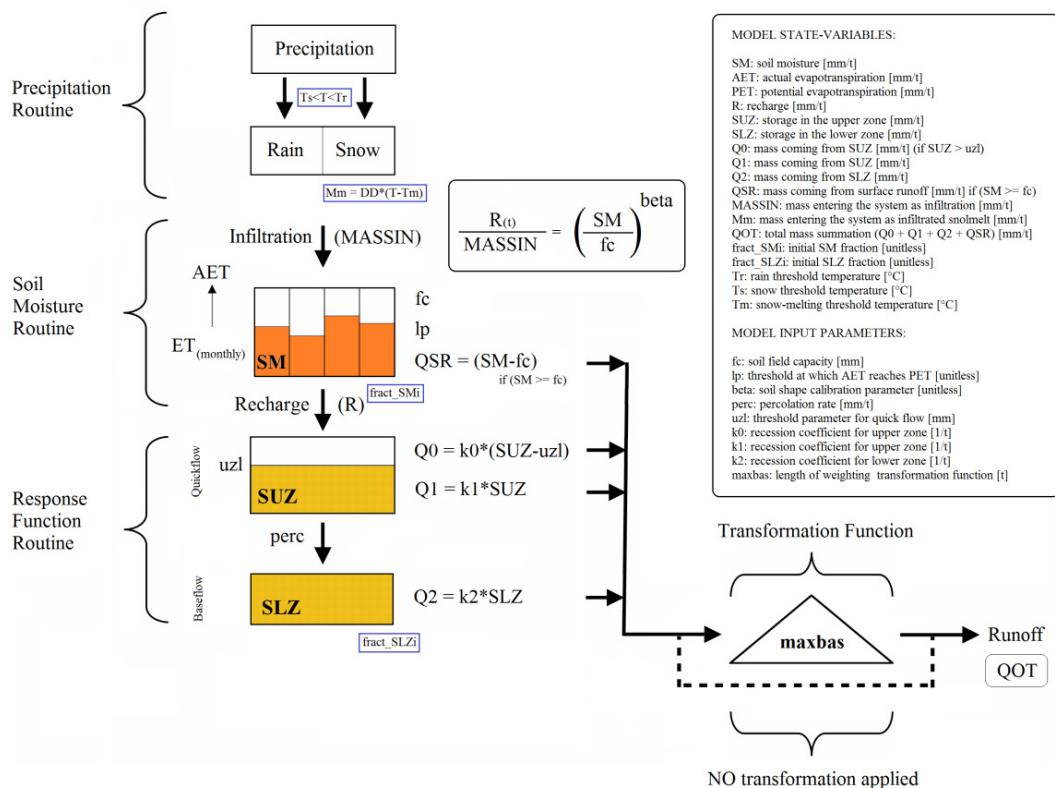 Precipitation
Routine
Precipitation
Ts<T<Tr
Rain
Snow
Mm = DD*(T-Tm)
R(t)
MASSIN
=
( SM
fc )
beta
Soil
Moisture
Routine
Infiltration
(MASSIN)
AET
ET(monthly)
SM
fc
lp
QSR = (SM-fc)
if (SM >= fc)
fract_SMi
Recharge
(R)
Response
Function
Routine
Quickflow
uzl
SUZ
Q0 = k0*(SUZ-uzl)
Q1 = k1*SUZ
perc
Baseflow
SLZ
Q2 = k2*SLZ
fract_SLZi
MODEL STATE-VARIABLES:
SM: soil moisture [mm/t]
AET: actual evapotranspiration [mm/t]
PET: potential evapotranspiration [mm/t]
R: recharge [mm/t]
SUZ: storage in the upper zone [mm/t]
SLZ: storage in the lower zone [mm/t]
Q0: mass coming from SUZ [mm/t] (if SUZ > uzl)
Q1: mass coming from SUZ [mm/t]
Q2: mass coming from SLZ [mm/t]
QSR: mass coming from surface runoff [mm/t] if (SM >= fc)
MASSIN: mass entering the system as infiltration [mm/t]
Mm: mass entering the system as infiltrated snolmelt [mm/t]
QOT: total mass summation (Q0 + Q1 + Q2 + QSR) [mm/t]
fract_SMi: initial SM fraction [unitless]
fract_SLZi: initial SLZ fraction [unitless]
Tr: rain threshold temperature [°C]
Ts: snow threshold temperature [°C]
Tm: snow-melting threshold temperature [°C]
MODEL INPUT PARAMETERS:
fc: soil field capacity [mm]
lp: threshold at which AET reaches PET [unitless]
beta: soil shape calibration parameter [unitless]
perc: percolation rate [mm/t]
uzl: threshold parameter for quick flow [mm]
k0: recession coefficient for upper zone [1/t]
k1: recession coefficient for upper zone [1/t]
k2: recession coefficient for lower zone [1/t]
maxbas: length of weighting transformation function [t]
Transformation Function
maxbas
Runoff
QOT
NO transformation applied